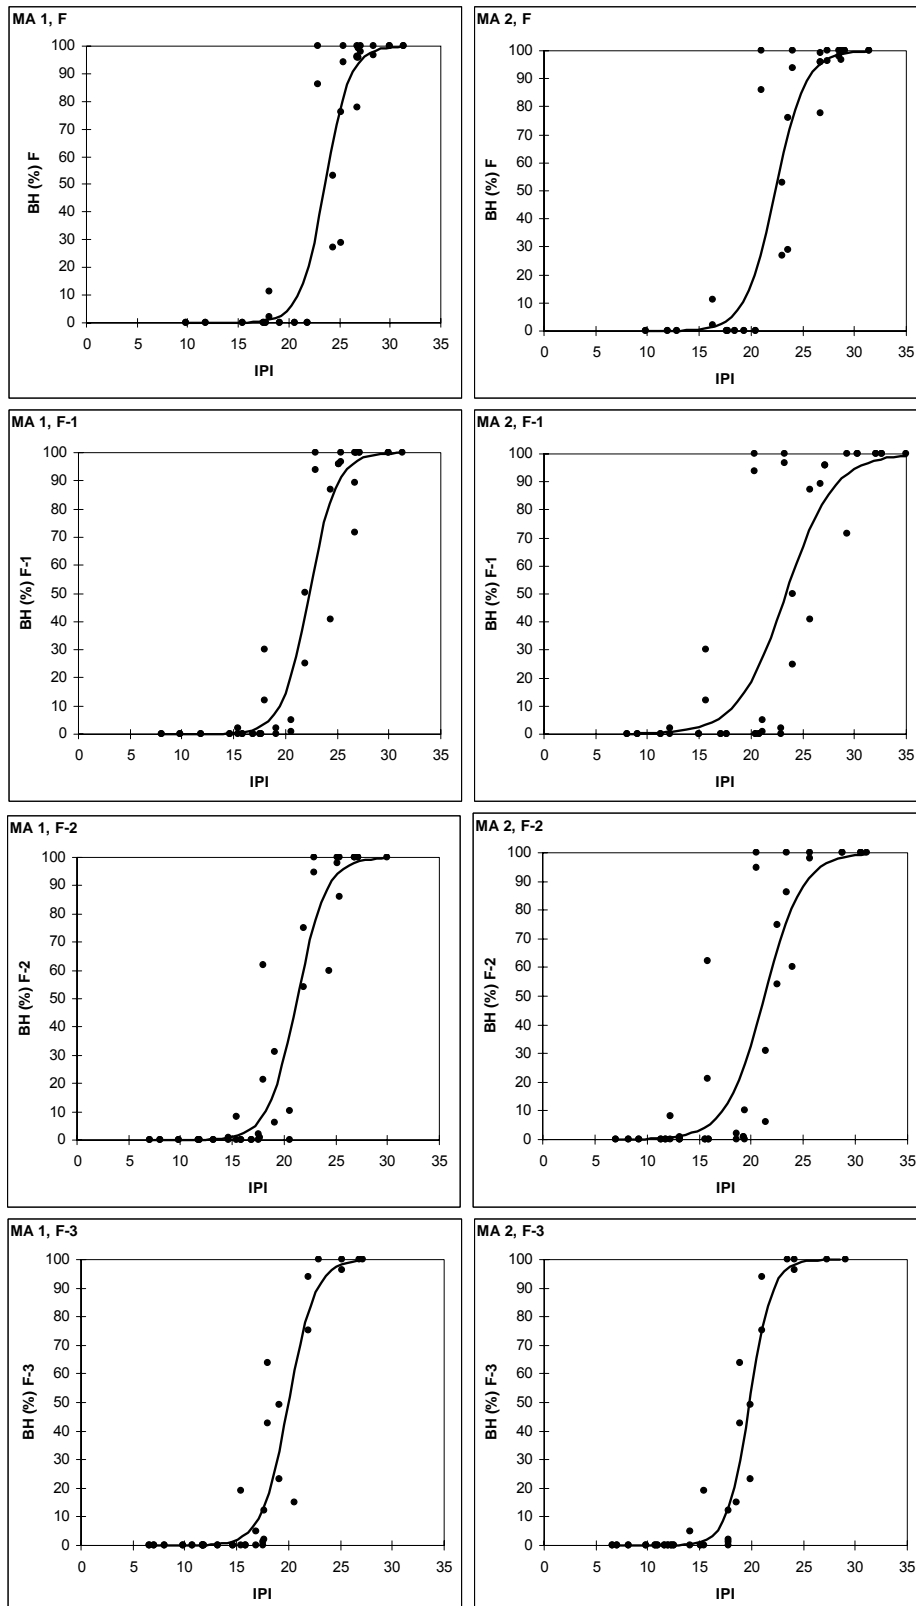 MA 1, F
100
90
80
70
60
50
40
30
20
10
0
BH (%) F
0 5 10 15 20 25 30 35
IPI
MA 2, F
100
90
80
70
60
50
40
30
20
10
0
BH (%) F
0 5 10 15 20 25 30 35
IPI
MA 1, F-1
100
90
80
70
60
50
40
30
20
10
0
BH (%) F-1
0 5 10 15 20 25 30 35
IPI
MA 2, F-1
100
90
80
70
60
50
40
30
20
10
0
BH (%) F-1
0 5 10 15 20 25 30 35
IPI
MA 1, F-2
100
90
80
70
60
50
40
30
20
10
0
BH (%) F-2
0 5 10 15 20 25 30 35
IPI
MA 2, F-2
100
90
80
70
60
50
40
30
20
10
0
BH (%) F-2
0 5 10 15 20 25 30 35
IPI
MA 1, F-3
100
90
80
70
60
50
40
30
20
10
0
BH (%) F-3
0 5 10 15 20 25 30 35
IPI
MA 2, F-3
100
90
80
70
60
50
40
30
20
10
0
BH (%) F-3
0 5 10 15 20 25 30 35
IPI